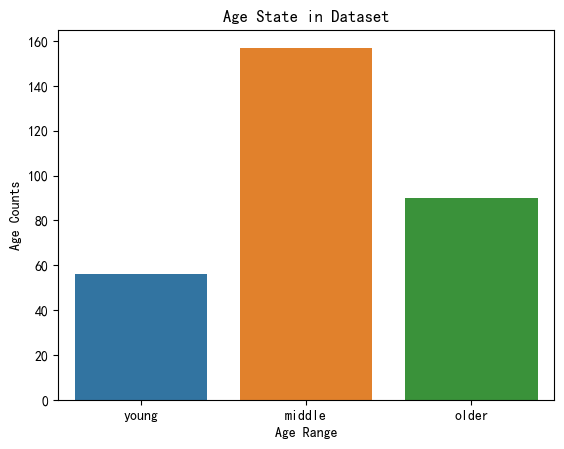 Age State in Dataset
160
140
120
100
80
60
40
20
0
Age Counts
young
middle
older
Age Range